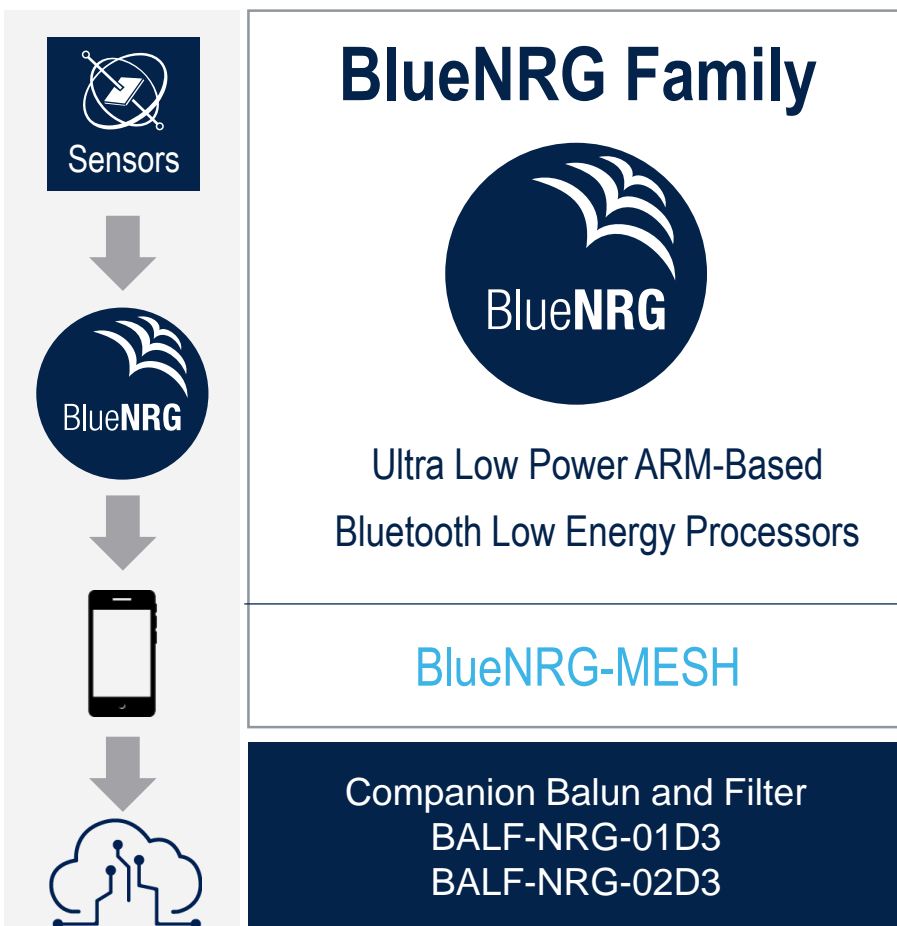 Sensors
BlueNRG
BlueNRG Family
BlueNRG
Ultra Low Power ARM-Based
Bluetooth Low Energy Processors
BlueNRG-MESH
Companion Balun and Filter
BALF-NRG-01D3
BALF-NRG-02D3